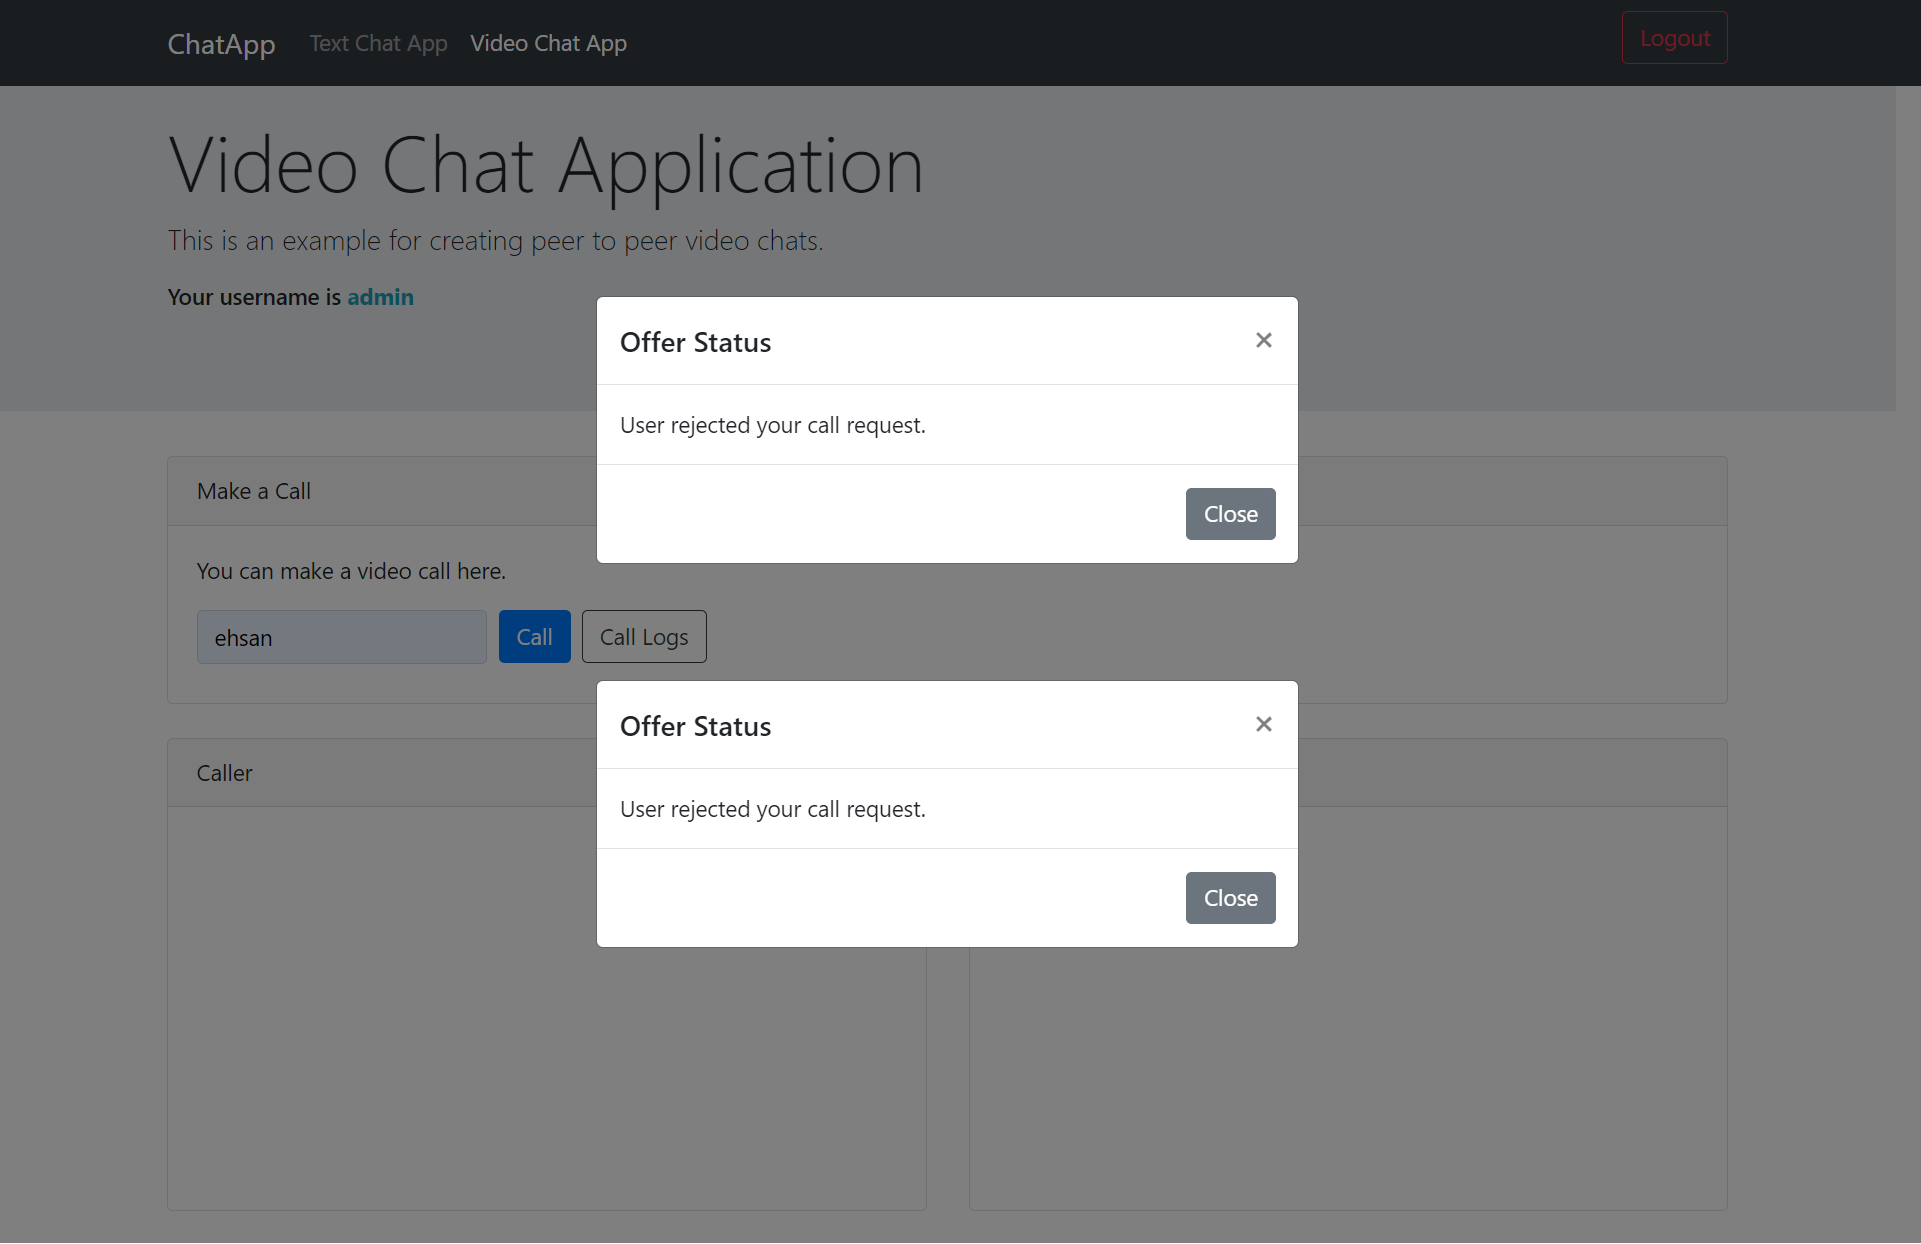 ChatApp Text Chat App Video Chat App Logout
Video Chat Application
This is an example for creating peer to peer video chats.
Your username is admin
Offer Status ×
User rejected your call request.
Close
Make a Call
You can make a video call here.
ehsan Call Call Logs
Offer Status ×
User rejected your call request.
Close
Caller